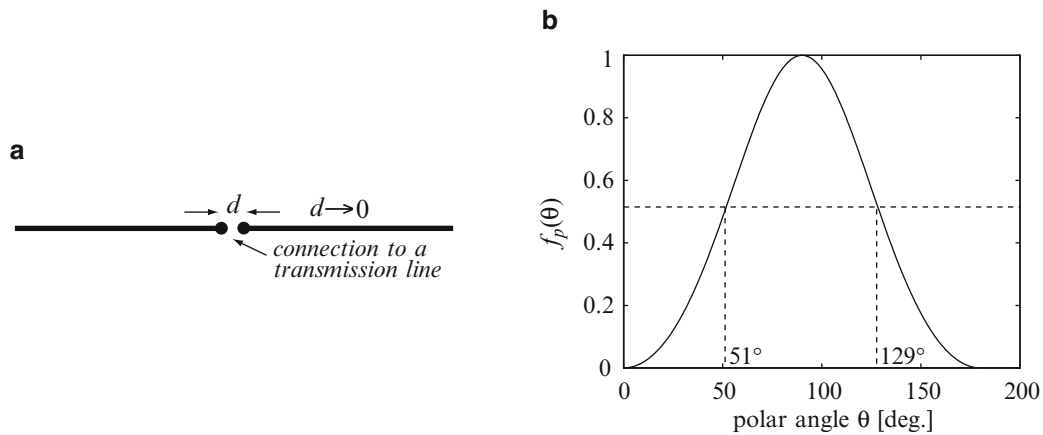 a
d
d→0
connection to a
transmission line
b
1
0.8
0.6
0.4
0.2
0
f_p(θ)
51°
129°
0 50 100 150 200
polar angle θ [deg.]